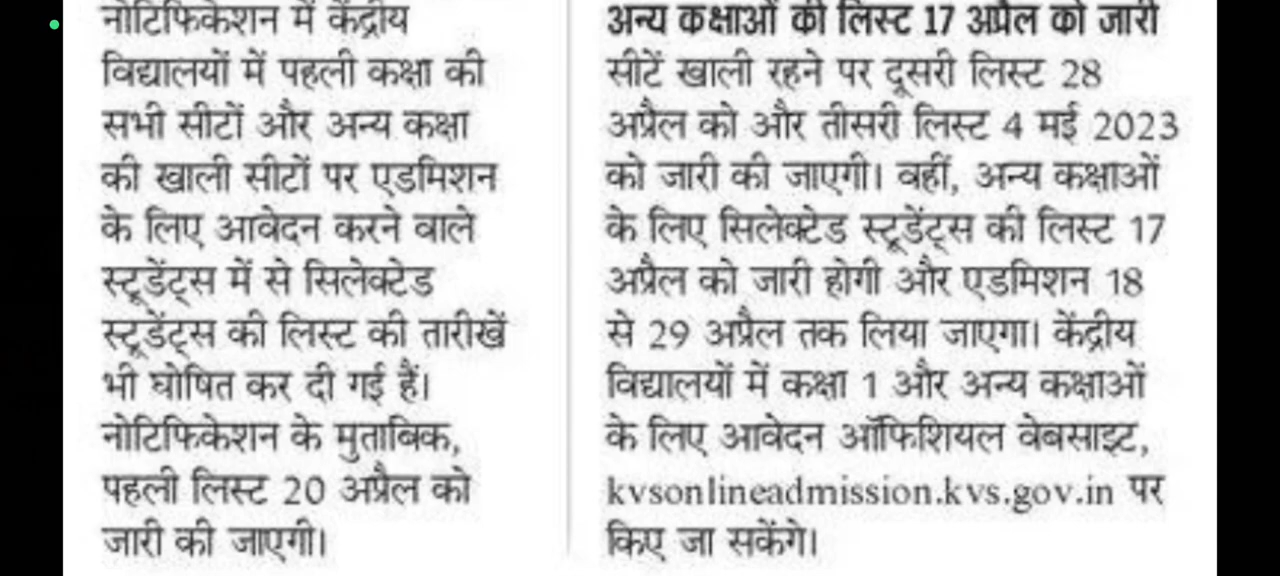 नोटिफिकेशन में केंद्रीय
विद्यालयों में पहली कक्षा की
सभी सीटों और अन्य कक्षा
की खाली सीटों पर एडमिशन
के लिए आवेदन करने वाले
स्टूडेंट्स में से सिलेक्टेड
स्टूडेंट्स की लिस्ट की तारीखें
भी घोषित कर दी गई हैं।
नोटिफिकेशन के मुताबिक,
पहली लिस्ट 20 अप्रैल को
जारी की जाएगी।
अन्य कक्षाओं की लिस्ट 17 अप्रैल को जारी
सीटें खाली रहने पर दूसरी लिस्ट 28
अप्रैल को और तीसरी लिस्ट 4 मई 2023
को जारी की जाएगी। वहीं, अन्य कक्षाओं
के लिए सिलेक्टेड स्टूडेंट्स की लिस्ट 17
अप्रैल को जारी होगी और एडमिशन 18
से 29 अप्रैल तक लिया जाएगा। केंद्रीय
विद्यालयों में कक्षा 1 और अन्य कक्षाओं
के लिए आवेदन ऑफिशियल वेबसाइट,
kvsonlineadmission.kvs.gov.in पर
किए जा सकेंगे।